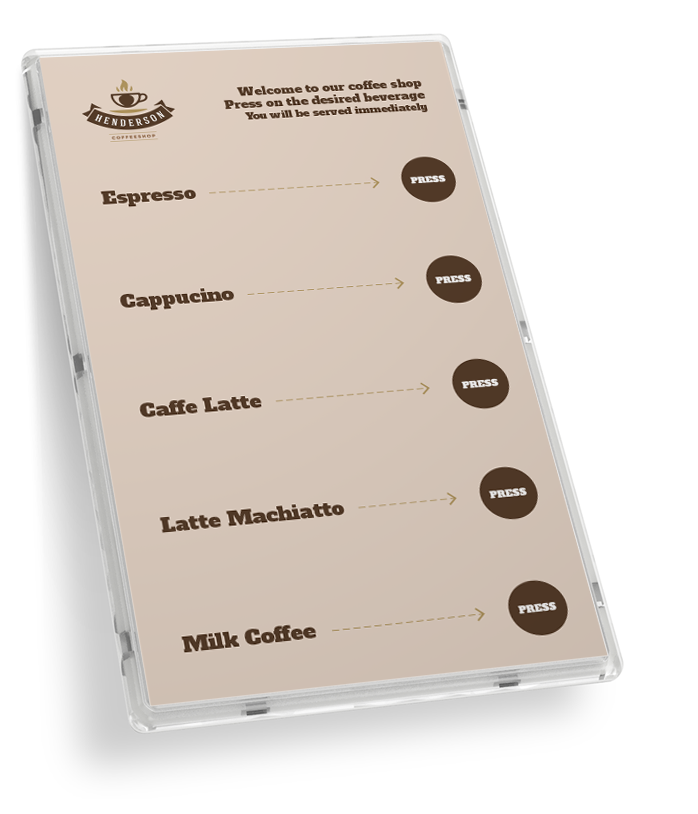 HENDERSON
COFFEESHOP
Welcome to our coffee shop
Press on the desired beverage
You will be served immediately
Espresso PRESS
Cappucino PRESS
Caffe Latte PRESS
Latte Machiatto PRESS
Milk Coffee PRESS